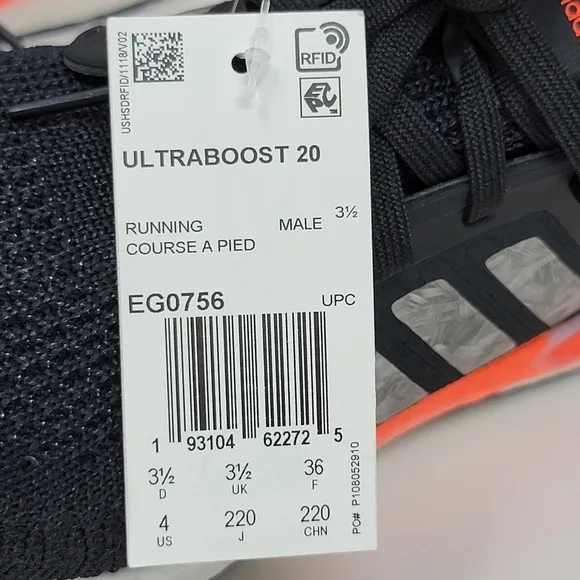 USHSDRFID/1118/V02
RFID
EPC™
ULTRABOOST 20
RUNNING MALE 3½
COURSE A PIED
EG0756 UPC
1 93104 62272 5
3½ 3½ 36
D UK F
4 220 220
US J CHN
PO# P108052910